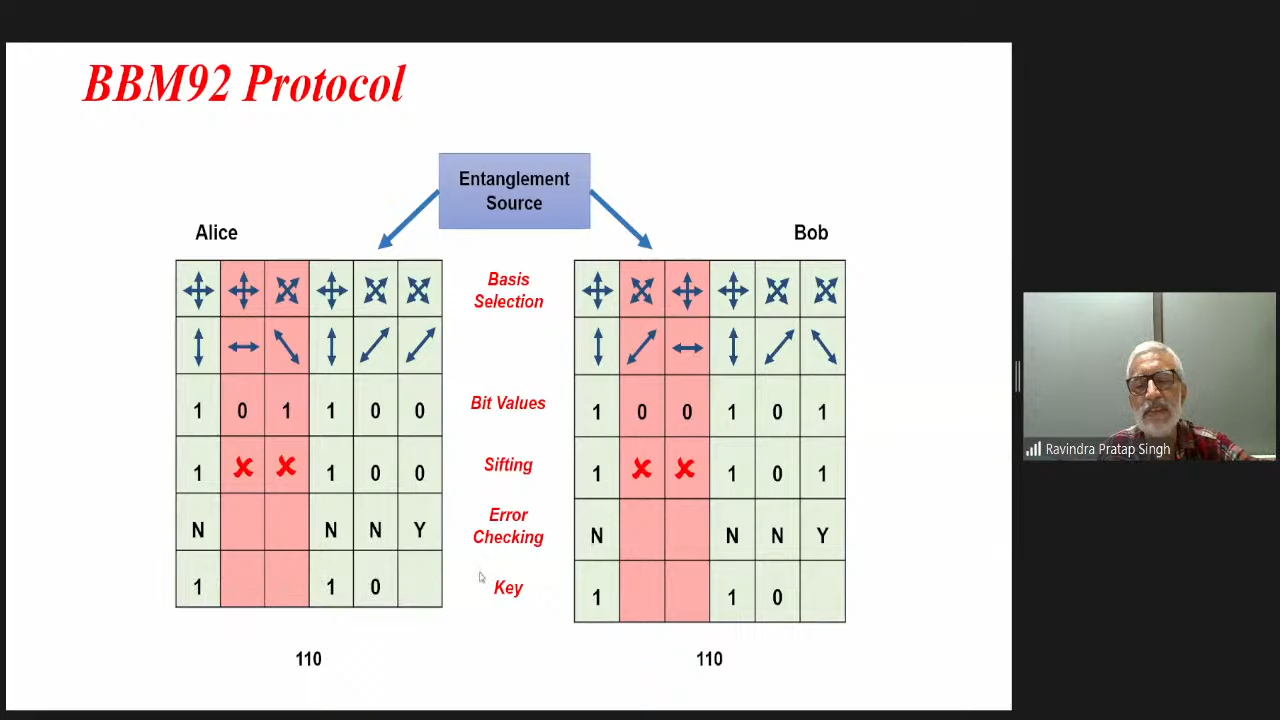 BBM92 Protocol
Entanglement
Source
Alice
Bob
Basis
Selection
Bit Values
1 0 1 1 0 0
1 0 0 1 0 1
Sifting
1 ✘ ✘ 1 0 0
1 ✘ ✘ 1 0 1
Error
Checking
N N N Y
N N N Y
Key
1 1 0
1 1 0
110
110
Ravindra Pratap Singh